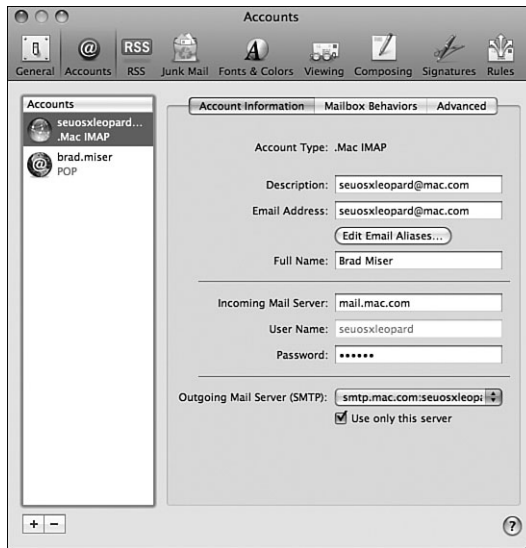 Accounts
General Accounts RSS Junk Mail Fonts & Colors Viewing Composing Signatures Rules
RSS
Accounts
seuosxleopard...
.Mac IMAP
brad.miser
POP
Account Information Mailbox Behaviors Advanced
Account Type: .Mac IMAP
Description: seuosxleopard@mac.com
Email Address: seuosxleopard@mac.com
Edit Email Aliases...
Full Name: Brad Miser
Incoming Mail Server: mail.mac.com
User Name: seuosxleopard
Password: ••••••
Outgoing Mail Server (SMTP): smtp.mac.com:seuosxleopa
Use only this server
+ −
?